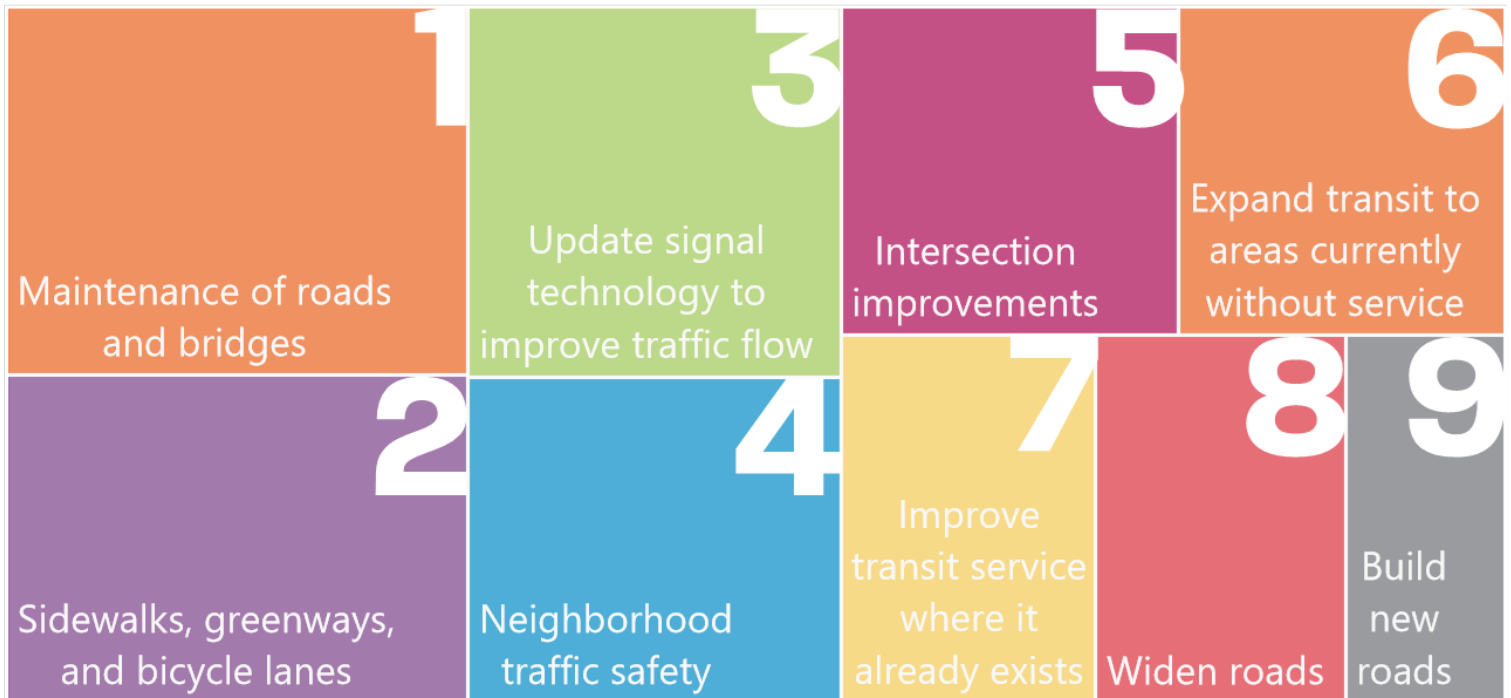 1
Maintenance of roads
and bridges
2
Sidewalks, greenways,
and bicycle lanes
3
Update signal
technology to
improve traffic flow
4
Neighborhood
traffic safety
5
Intersection
improvements
6
Expand transit to
areas currently
without service
7
Improve
transit service
where it
already exists
8
Widen roads
9
Build
new
roads